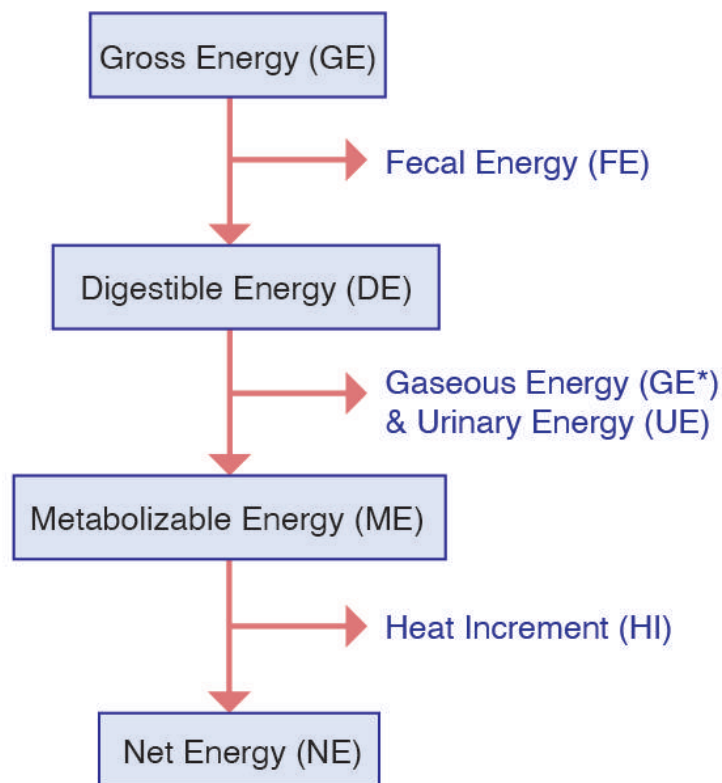 Gross Energy (GE)
Fecal Energy (FE)
Digestible Energy (DE)
Gaseous Energy (GE*)
& Urinary Energy (UE)
Metabolizable Energy (ME)
Heat Increment (HI)
Net Energy (NE)